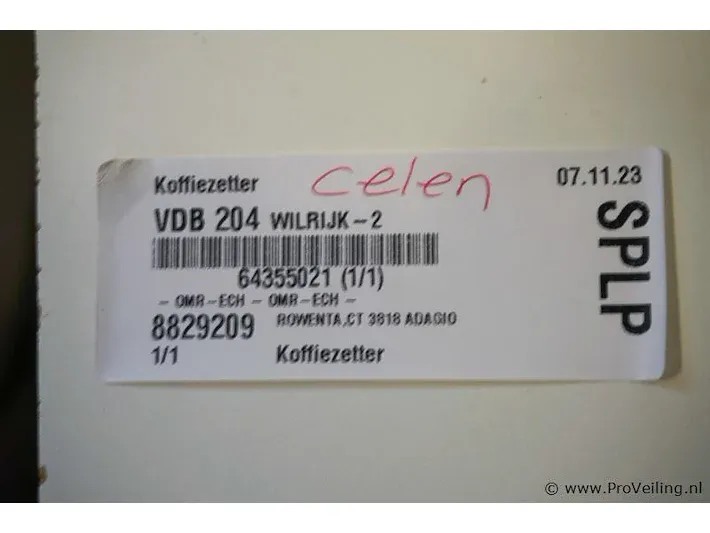 Koffiezetter celen 07.11.23
VDB 204 WILRIJK-2
SPLP
64355021 (1/1)
- OMR-ECH - OMR-ECH -
8829209 ROWENTA,CT 3818 ADAGIO
1/1 Koffiezetter
© www.ProVeiling.nl